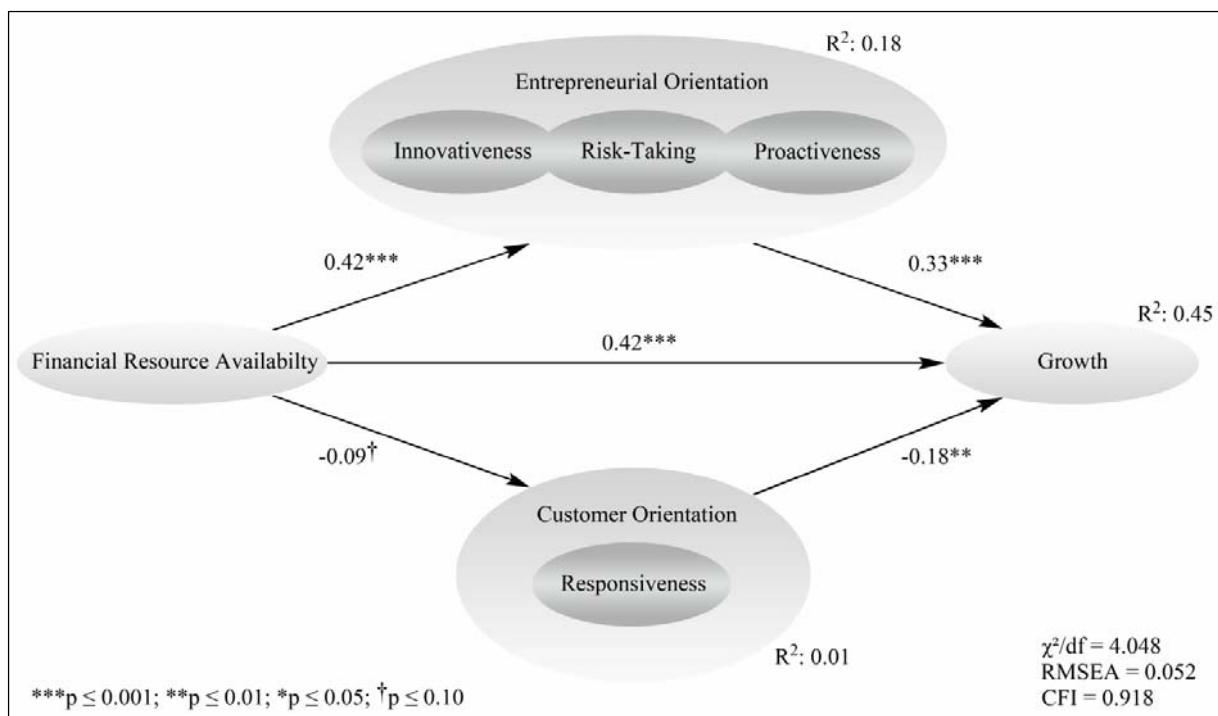 R²: 0.18
Entrepreneurial Orientation
Innovativeness Risk-Taking Proactiveness
0.42***
0.33***
R²: 0.45
Financial Resource Availabilty
0.42***
Growth
-0.09†
-0.18**
Customer Orientation
Responsiveness
R²: 0.01
***p ≤ 0.001; **p ≤ 0.01; *p ≤ 0.05; †p ≤ 0.10
χ²/df = 4.048
RMSEA = 0.052
CFI = 0.918